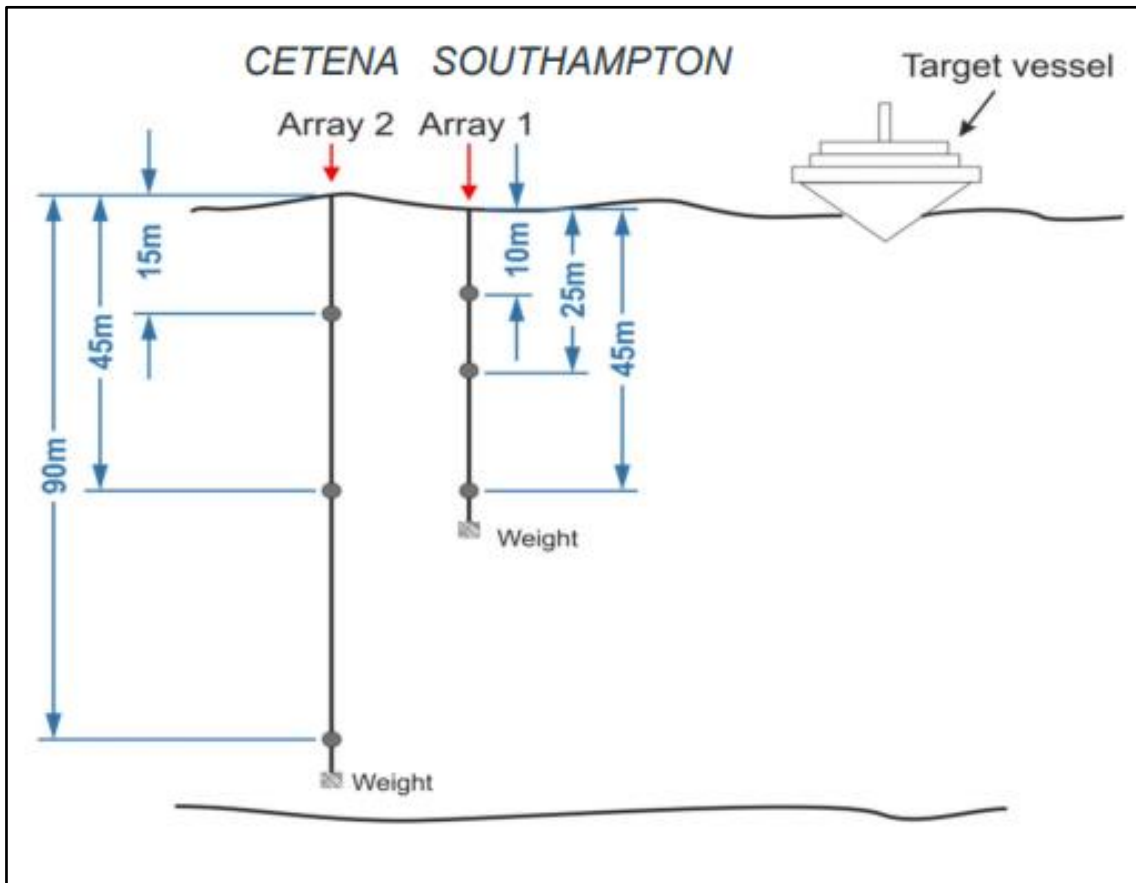 CETENA SOUTHAMPTON
Target vessel
Array 2 Array 1
15m
10m
25m
45m
45m
90m
Weight
Weight